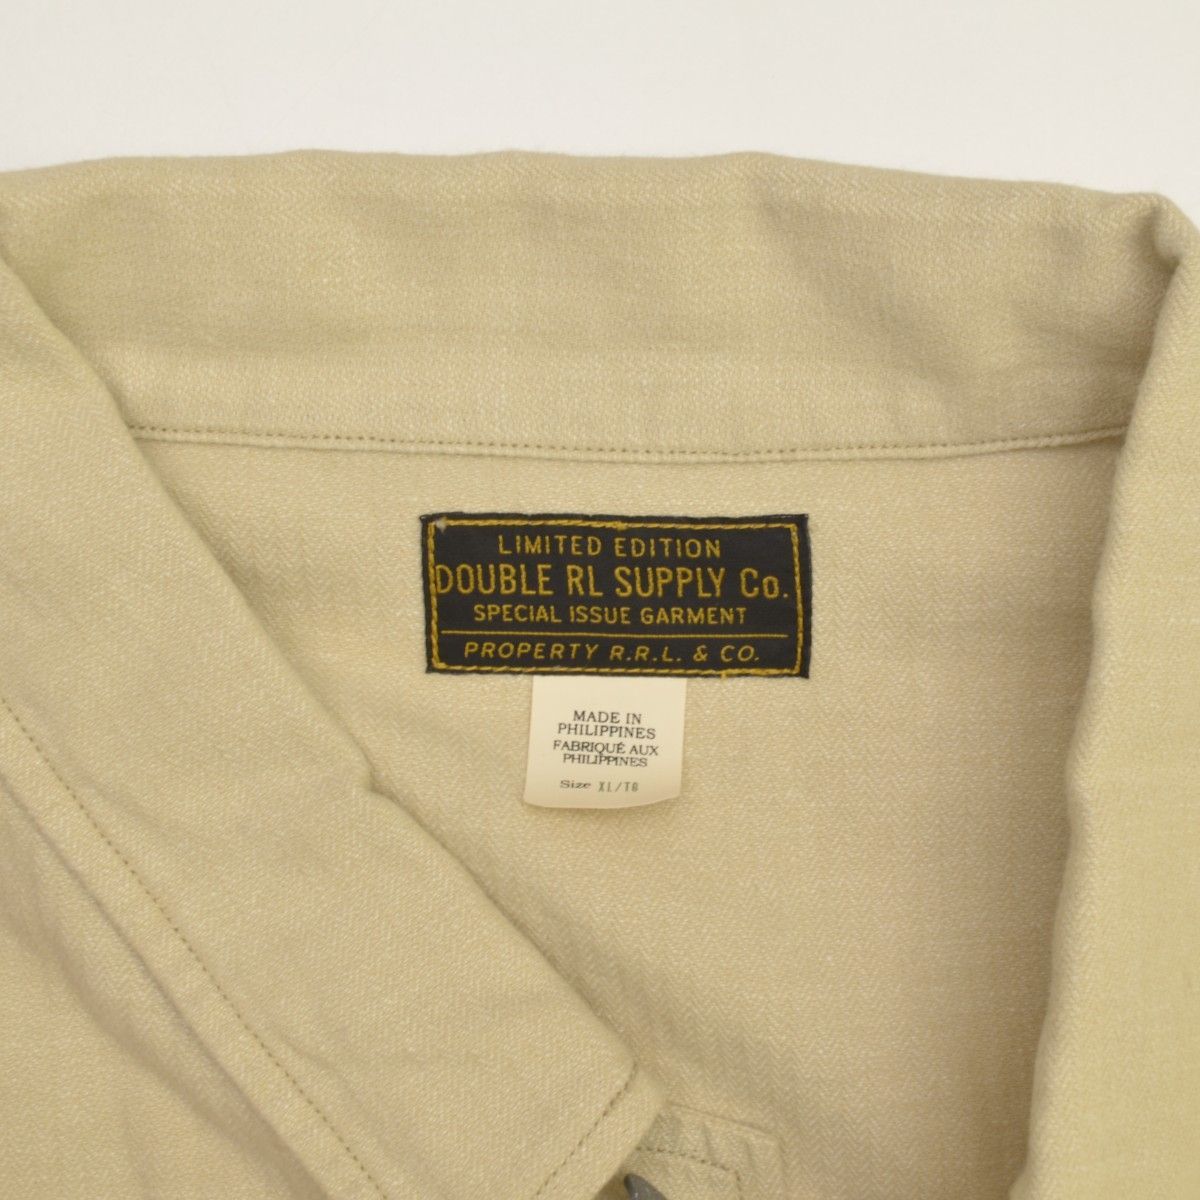 LIMITED EDITION
DOUBLE RL SUPPLY Co.
SPECIAL ISSUE GARMENT
PROPERTY R.R.L. & CO.
MADE IN
PHILIPPINES
FABRIQUÉ AUX
PHILIPPINES
Size XL/TG